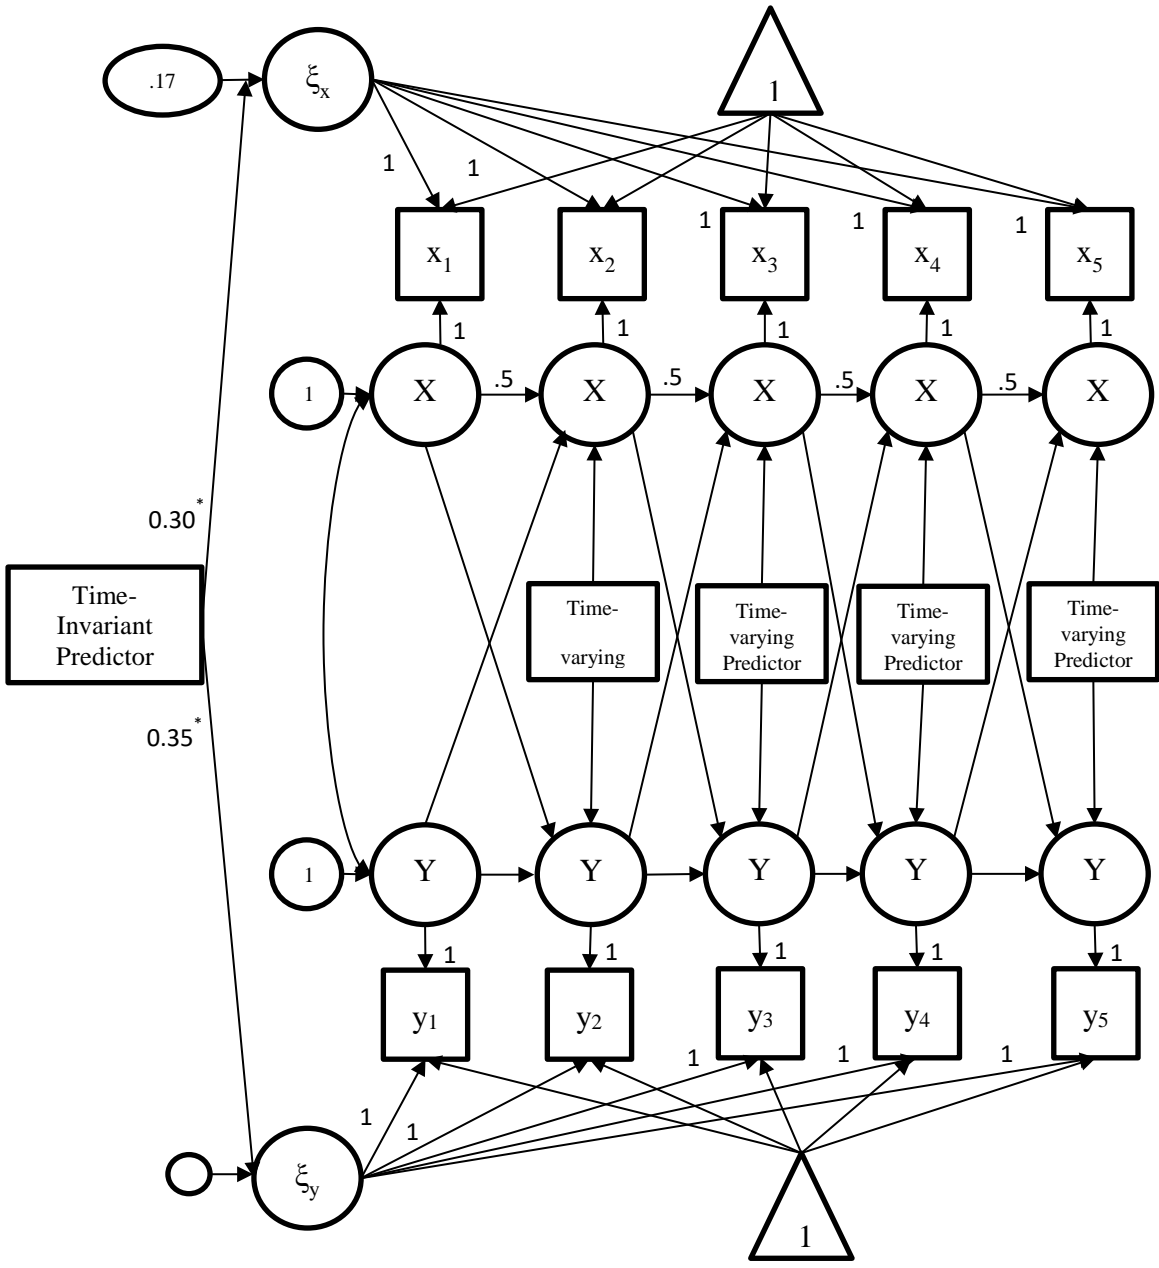 .17
ξx
1
1
1
x1
x2
1
x3
1
x4
1
x5
1
1
1
1
1
1
X
.5
X
.5
X
.5
X
.5
X
0.30*
Time-
Invariant
Predictor
Time-
varying
Time-
varying
Predictor
Time-
varying
Predictor
Time-
varying
Predictor
0.35*
1
Y
Y
Y
Y
Y
1
1
1
1
1
y1
y2
y3
y4
y5
1
1
1
1
1
ξy
1